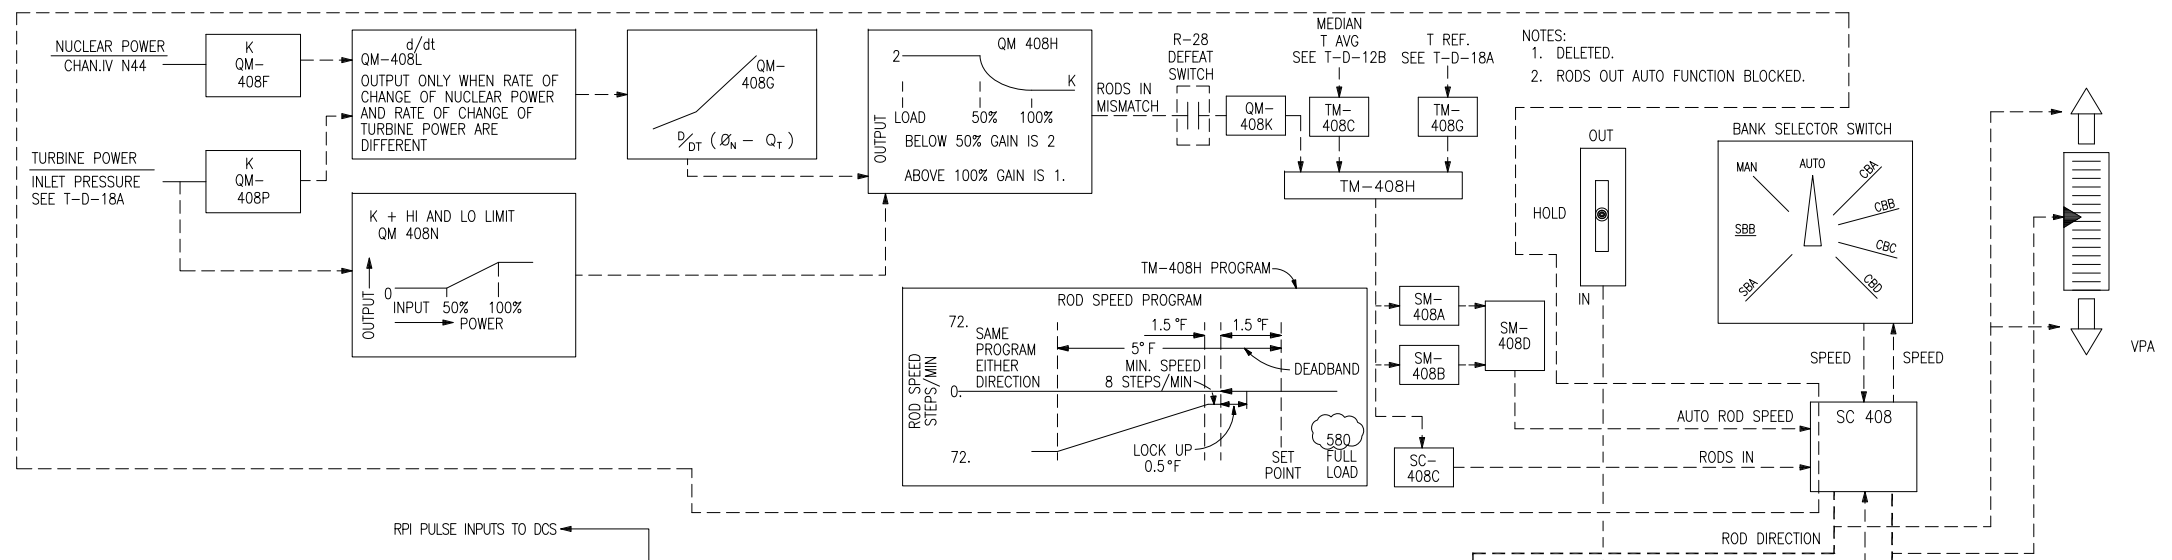 NUCLEAR POWER
CHAN.IV N44
K
QM-
408F
d/dt
QM-408L
OUTPUT ONLY WHEN RATE OF
CHANGE OF NUCLEAR POWER
AND RATE OF CHANGE OF
TURBINE POWER ARE
DIFFERENT
QM-
408G
D/DT (ØN - QT)
QM 408H
2
K
LOAD 50% 100%
OUTPUT
BELOW 50% GAIN IS 2
ABOVE 100% GAIN IS 1.
RODS IN
MISMATCH
R-28
DEFEAT
SWITCH
QM-
408K
MEDIAN
T AVG
SEE T-D-12B
T REF.
SEE T-D-18A
TM-
408C
TM-
408G
TM-408H
NOTES:
1. DELETED.
2. RODS OUT AUTO FUNCTION BLOCKED.
TURBINE POWER
INLET PRESSURE
SEE T-D-18A
K
QM-
408P
K + HI AND LO LIMIT
QM 408N
OUTPUT
0
INPUT 50% 100%
POWER
TM-408H PROGRAM
ROD SPEED PROGRAM
72.
0.
72.
ROD SPEED
STEPS/MIN
SAME
PROGRAM
EITHER
DIRECTION
1.5°F
1.5°F
5°F
MIN. SPEED
8 STEPS/MIN
DEADBAND
LOCK UP
0.5°F
SET
POINT
580
FULL
LOAD
SM-
408A
SM-
408B
SM-
408D
SC-
408C
OUT
HOLD
IN
BANK SELECTOR SWITCH
MAN
AUTO
CBA
CBB
CBC
CBD
SBB
SBA
SPEED
SPEED
SC 408
AUTO ROD SPEED
RODS IN
ROD DIRECTION
VPA
RPI PULSE INPUTS TO DCS